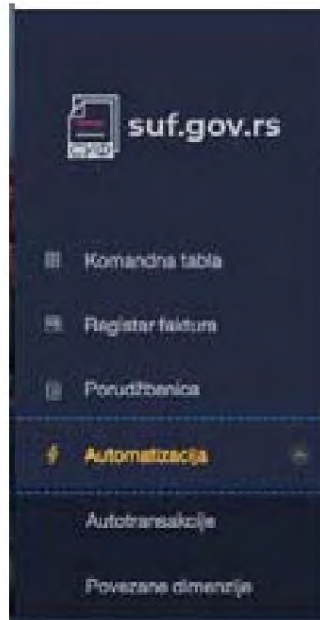 suf.gov.rs
Komandna tabla
Registar faktura
Porudžbenica
Automatizacija
Autotransakcije
Povezane dimenzije